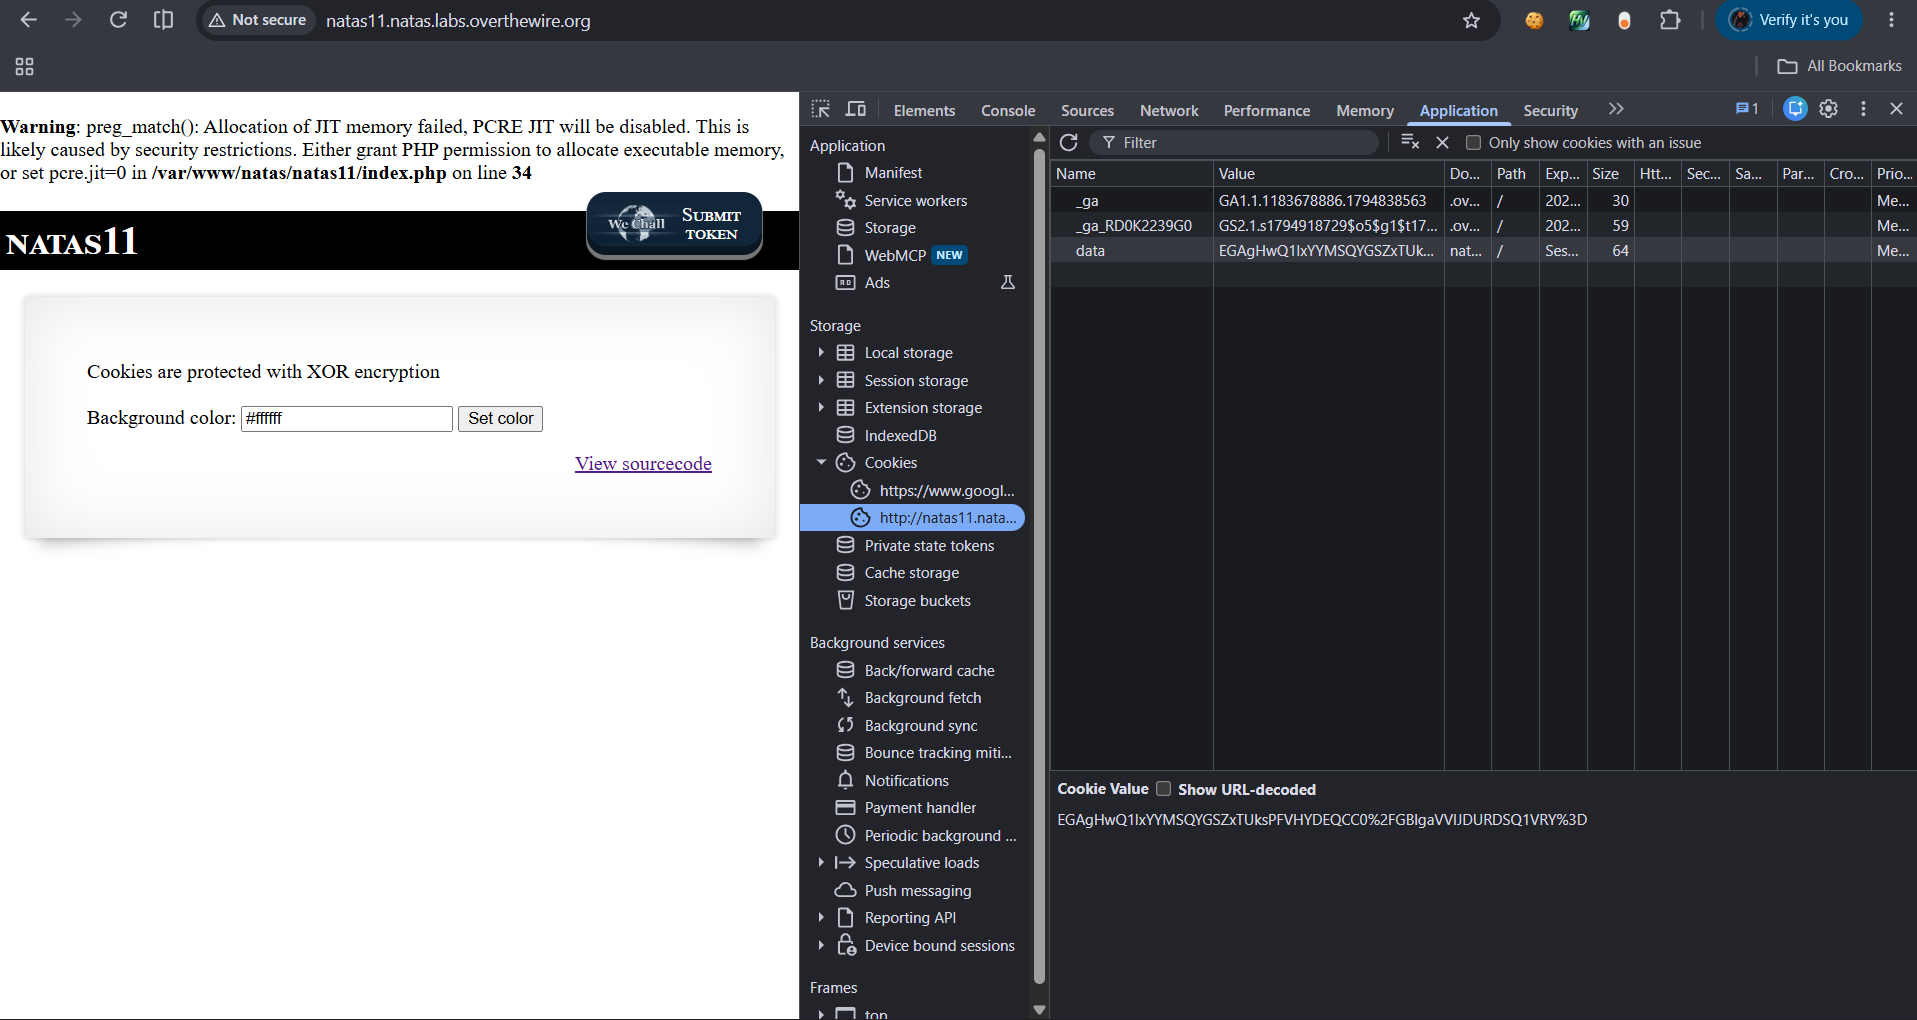 Not secure
natas11.natas.labs.overthewire.org
Verify it's you
All Bookmarks
Warning: preg_match(): Allocation of JIT memory failed, PCRE JIT will be disabled. This is
likely caused by security restrictions. Either grant PHP permission to allocate executable memory,
or set pcre.jit=0 in /var/www/natas/natas11/index.php on line 34
NATAS11
We Chall
SUBMIT
TOKEN
Cookies are protected with XOR encryption
Background color: #ffffff Set color
View sourcecode
Elements Console Sources Network Performance Memory Application Security 1
Application
Manifest
Service workers
Storage
WebMCP NEW
Ads
Storage
Local storage
Session storage
Extension storage
IndexedDB
Cookies
https://www.googl...
http://natas11.nata...
Private state tokens
Cache storage
Storage buckets
Background services
Back/forward cache
Background fetch
Background sync
Bounce tracking miti...
Notifications
Payment handler
Periodic background ...
Speculative loads
Push messaging
Reporting API
Device bound sessions
Frames
top
Filter
Only show cookies with an issue
Name Value Do... Path Exp... Size Htt... Sec... Sa... Par... Cro... Prio...
_ga GA1.1.1183678886.1794838563 .ov... / 202... 30 Me...
_ga_RD0K2239G0 GS2.1.s1794918729$o5$g1$t17... .ov... / 202... 59 Me...
data EGAgHwQ1IxYYMSQYGSZxTUk... nat... / Ses... 64 Me...
Cookie Value Show URL-decoded
EGAgHwQ1IxYYMSQYGSZxTUksPFVHYDEQCC0%2FGBlgaVVIJDURDSQ1VRY%3D